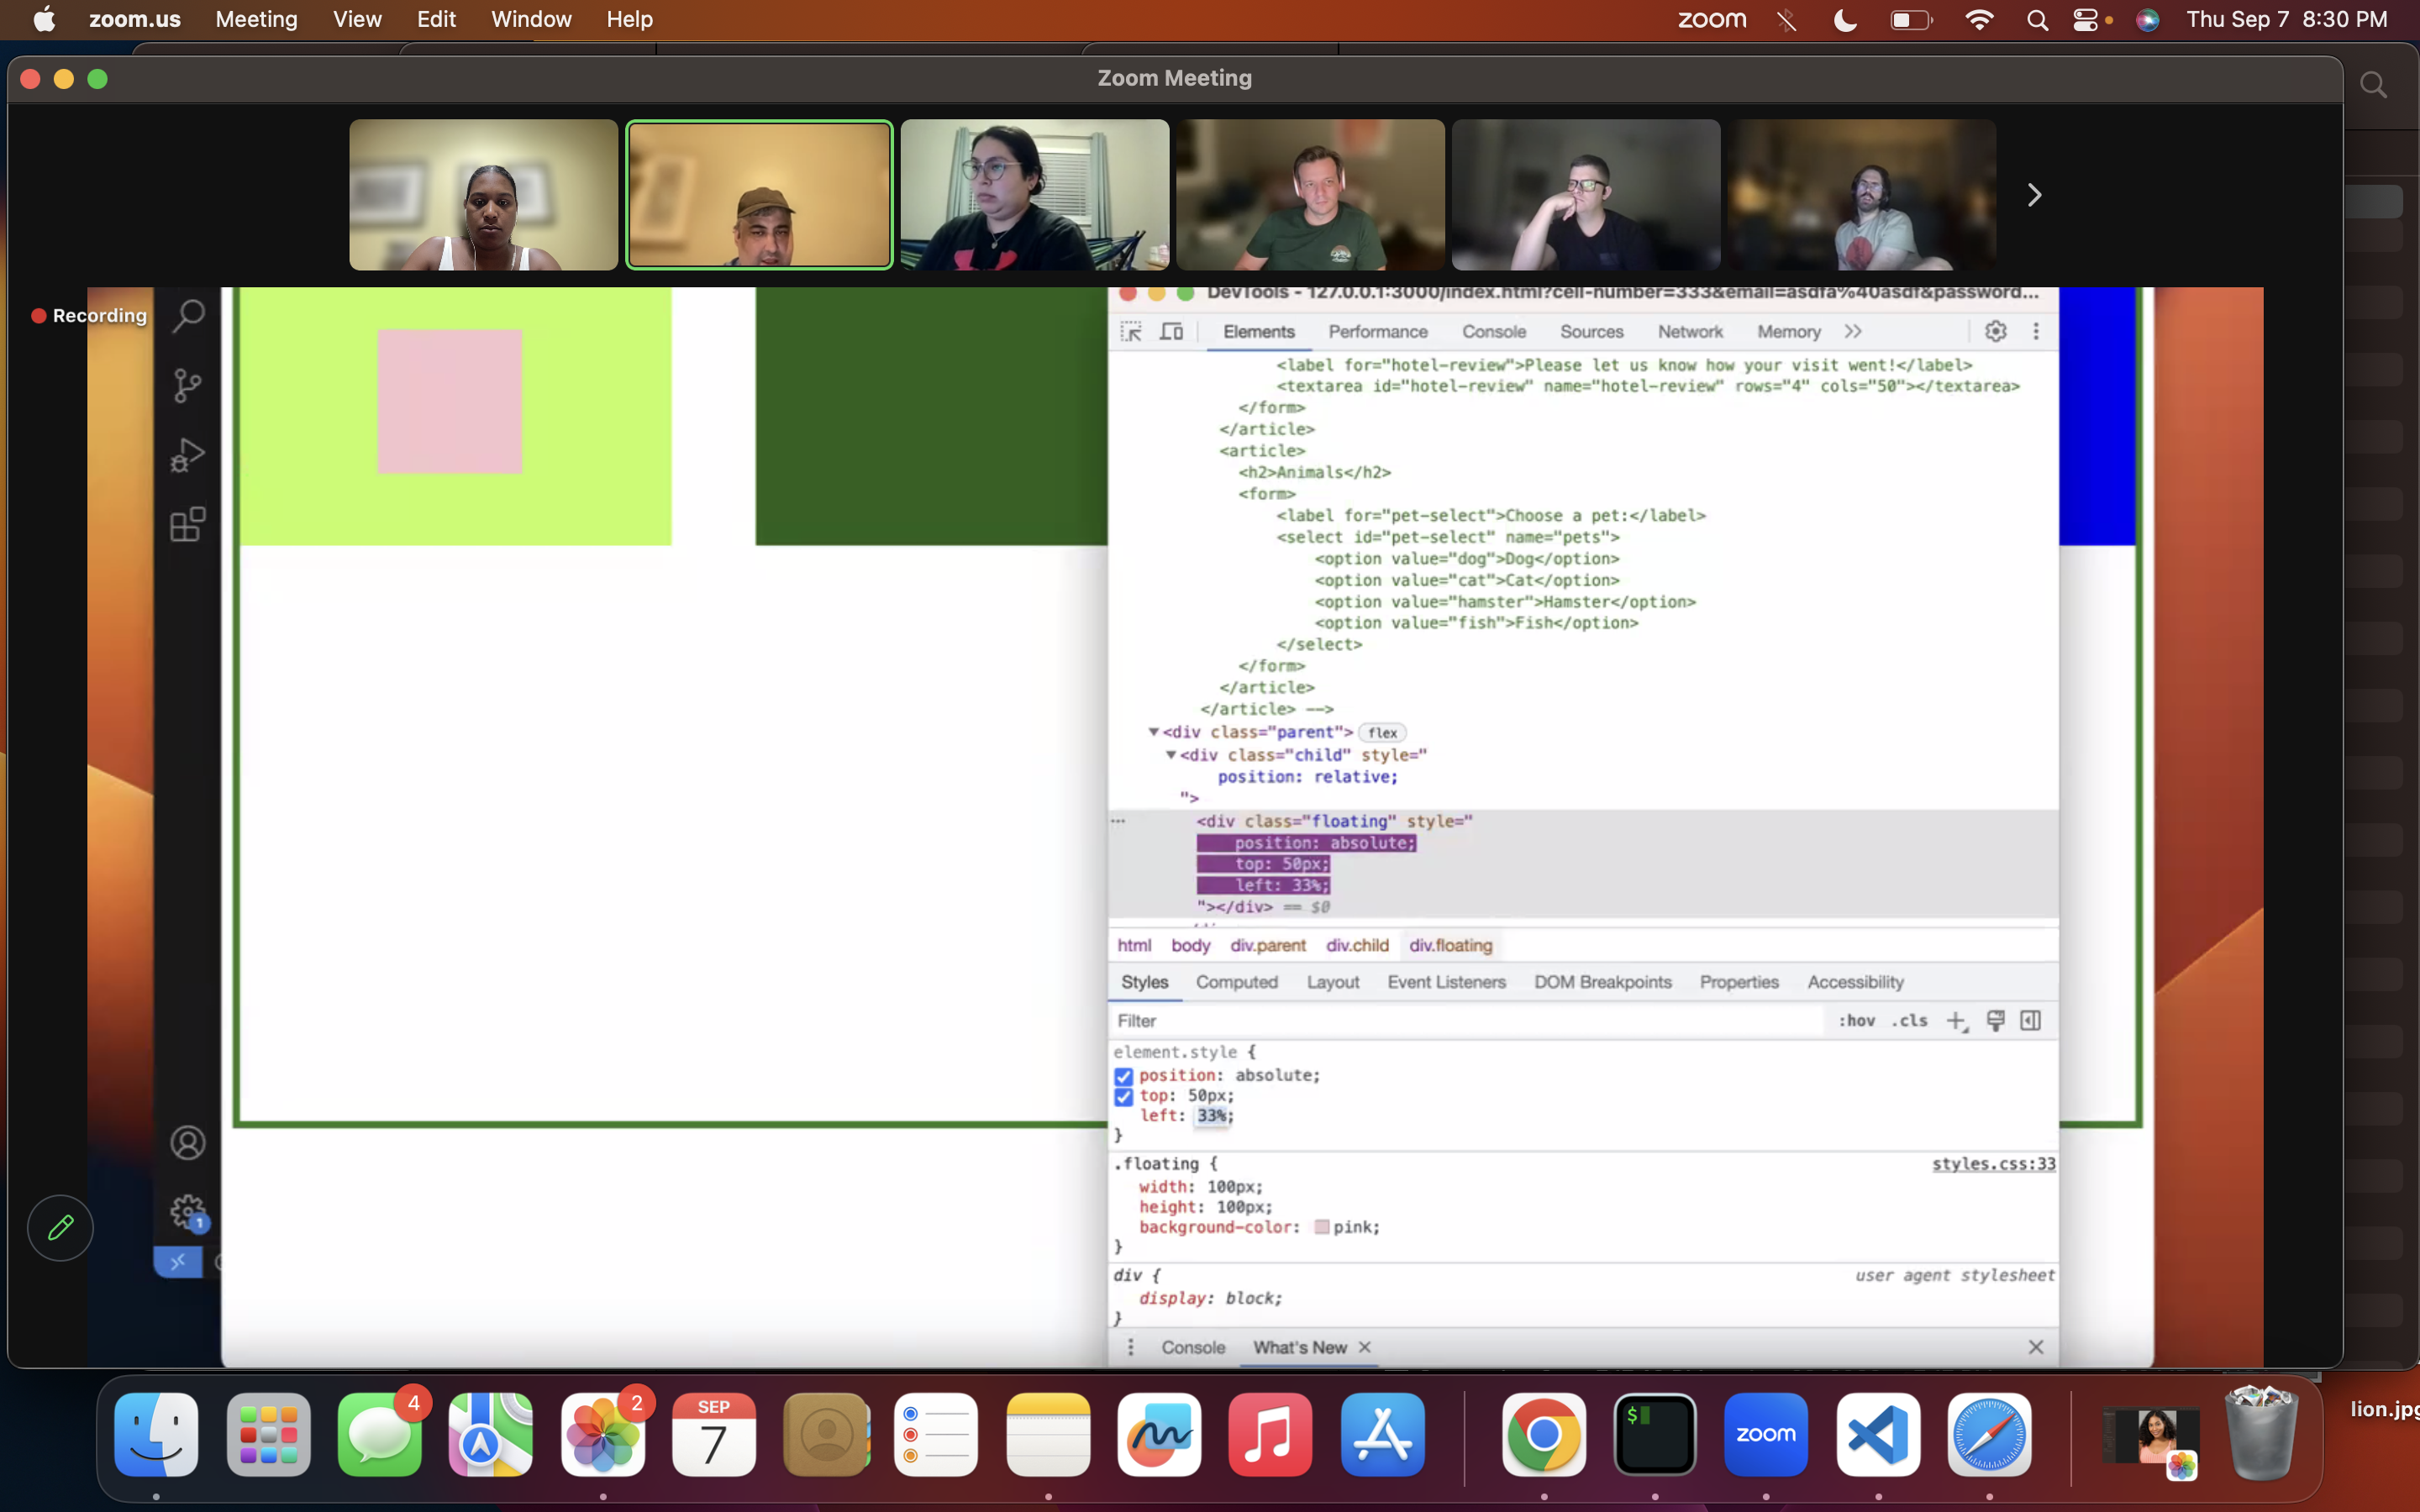 zoom.us Meeting View Edit Window Help
zoom Thu Sep 7 8:30 PM
Zoom Meeting
Recording
DevTools - 127.0.0.1:3000/index.html?cell-number=333&email=asdfa%40asdf&password...
Elements Performance Console Sources Network Memory
<label for="hotel-review">Please let us know how your visit went!</label>
<textarea id="hotel-review" name="hotel-review" rows="4" cols="50"></textarea>
</form>
</article>
<article>
<h2>Animals</h2>
<form>
<label for="pet-select">Choose a pet:</label>
<select id="pet-select" name="pets">
<option value="dog">Dog</option>
<option value="cat">Cat</option>
<option value="hamster">Hamster</option>
<option value="fish">Fish</option>
</select>
</form>
</article>
</article> -->
<div class="parent"> flex
<div class="child" style="
position: relative;
">
<div class="floating" style="
position: absolute;
top: 50px;
left: 33%;
"></div> == $0
html body div.parent div.child div.floating
Styles Computed Layout Event Listeners DOM Breakpoints Properties Accessibility
Filter :hov .cls
element.style {
position: absolute;
top: 50px;
left: 33%;
}
.floating { styles.css:33
width: 100px;
height: 100px;
background-color: pink;
}
div { user agent stylesheet
display: block;
}
Console What's New
1
4
2
SEP
7
$
zoom
lion.jpg